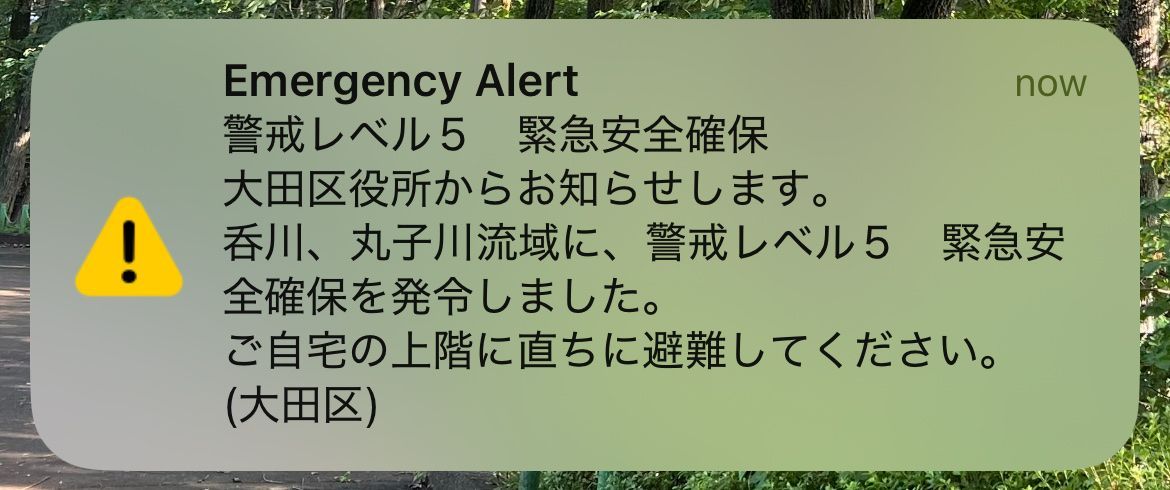 Emergency Alert
now
警戒レベル５　緊急安全確保
大田区役所からお知らせします。
呑川、丸子川流域に、警戒レベル５　緊急安
全確保を発令しました。
ご自宅の上階に直ちに避難してください。
(大田区)